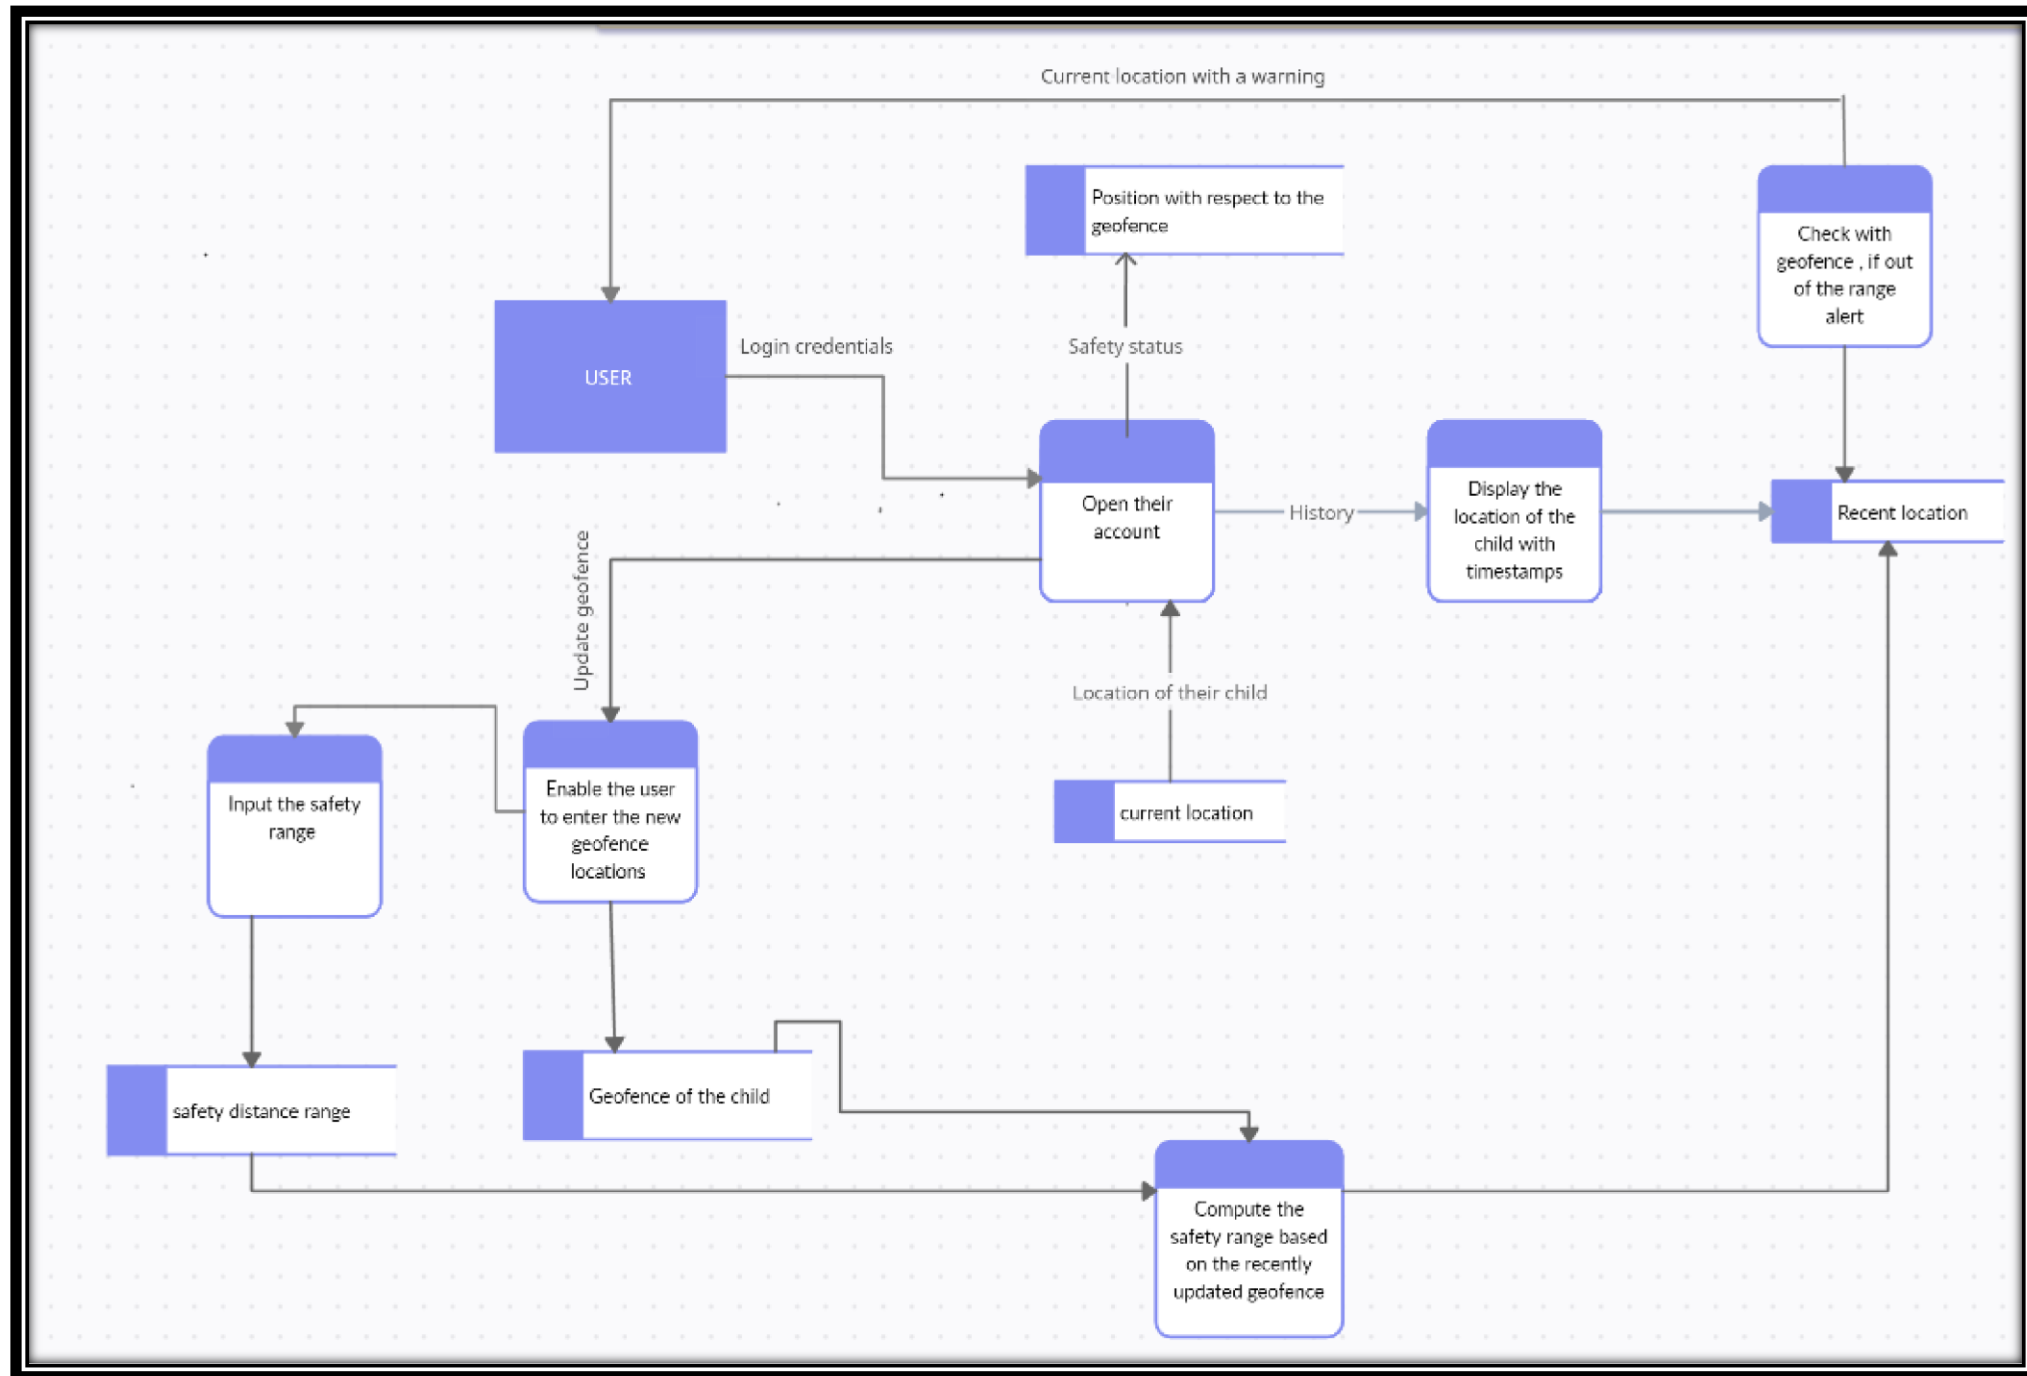 Current location with a warning
Position with respect to the
geofence
Check with
geofence , if out
of the range
alert
USER
Login credentials
Safety status
Open their
account
History
Display the
location of the
child with
timestamps
Recent location
Update geofence
Location of their child
current location
Input the safety
range
Enable the user
to enter the new
geofence
locations
safety distance range
Geofence of the child
Compute the
safety range based
on the recently
updated geofence